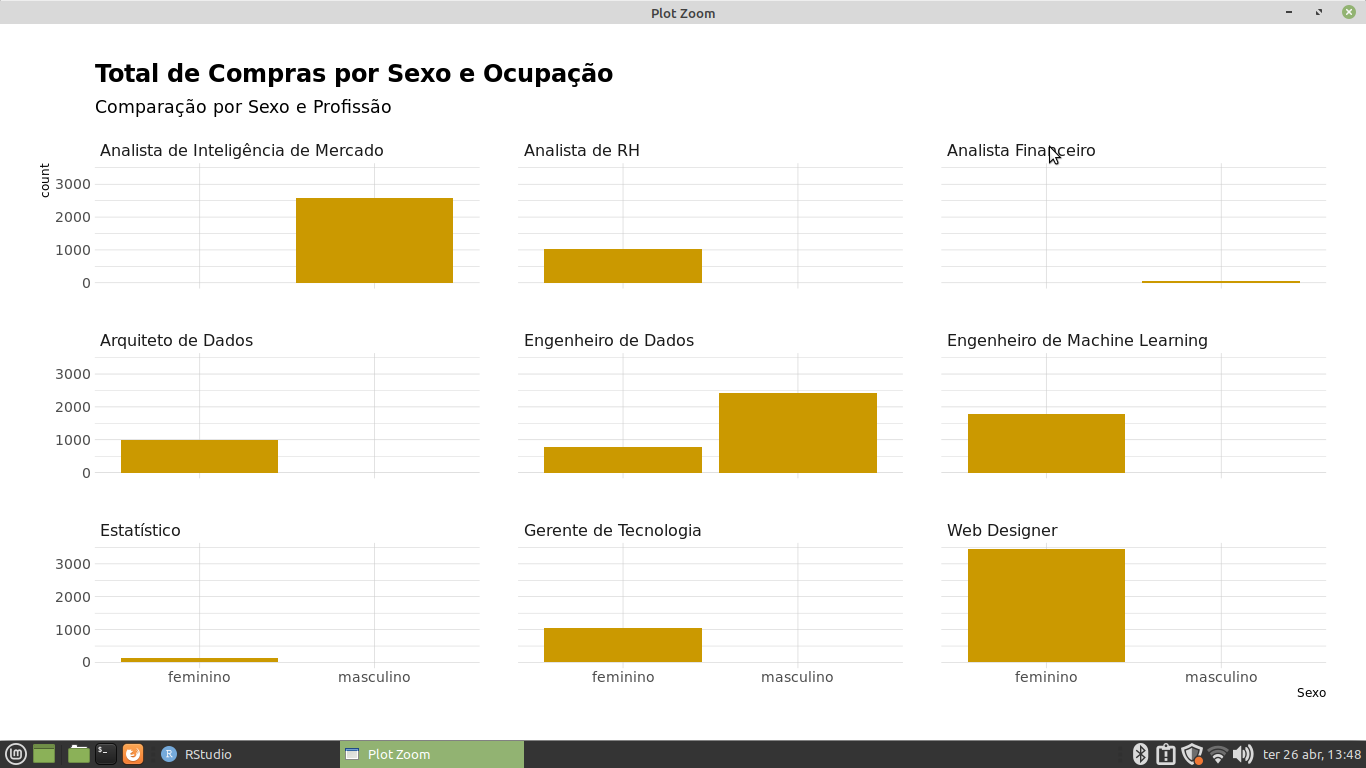 Plot Zoom
Total de Compras por Sexo e Ocupação
Comparação por Sexo e Profissão
Analista de Inteligência de Mercado
Analista de RH
Analista Financeiro
count
3000
2000
1000
0
Arquiteto de Dados
Engenheiro de Dados
Engenheiro de Machine Learning
3000
2000
1000
0
Estatístico
Gerente de Tecnologia
Web Designer
3000
2000
1000
0
feminino masculino
feminino masculino
feminino masculino
Sexo
RStudio
Plot Zoom
ter 26 abr, 13:48